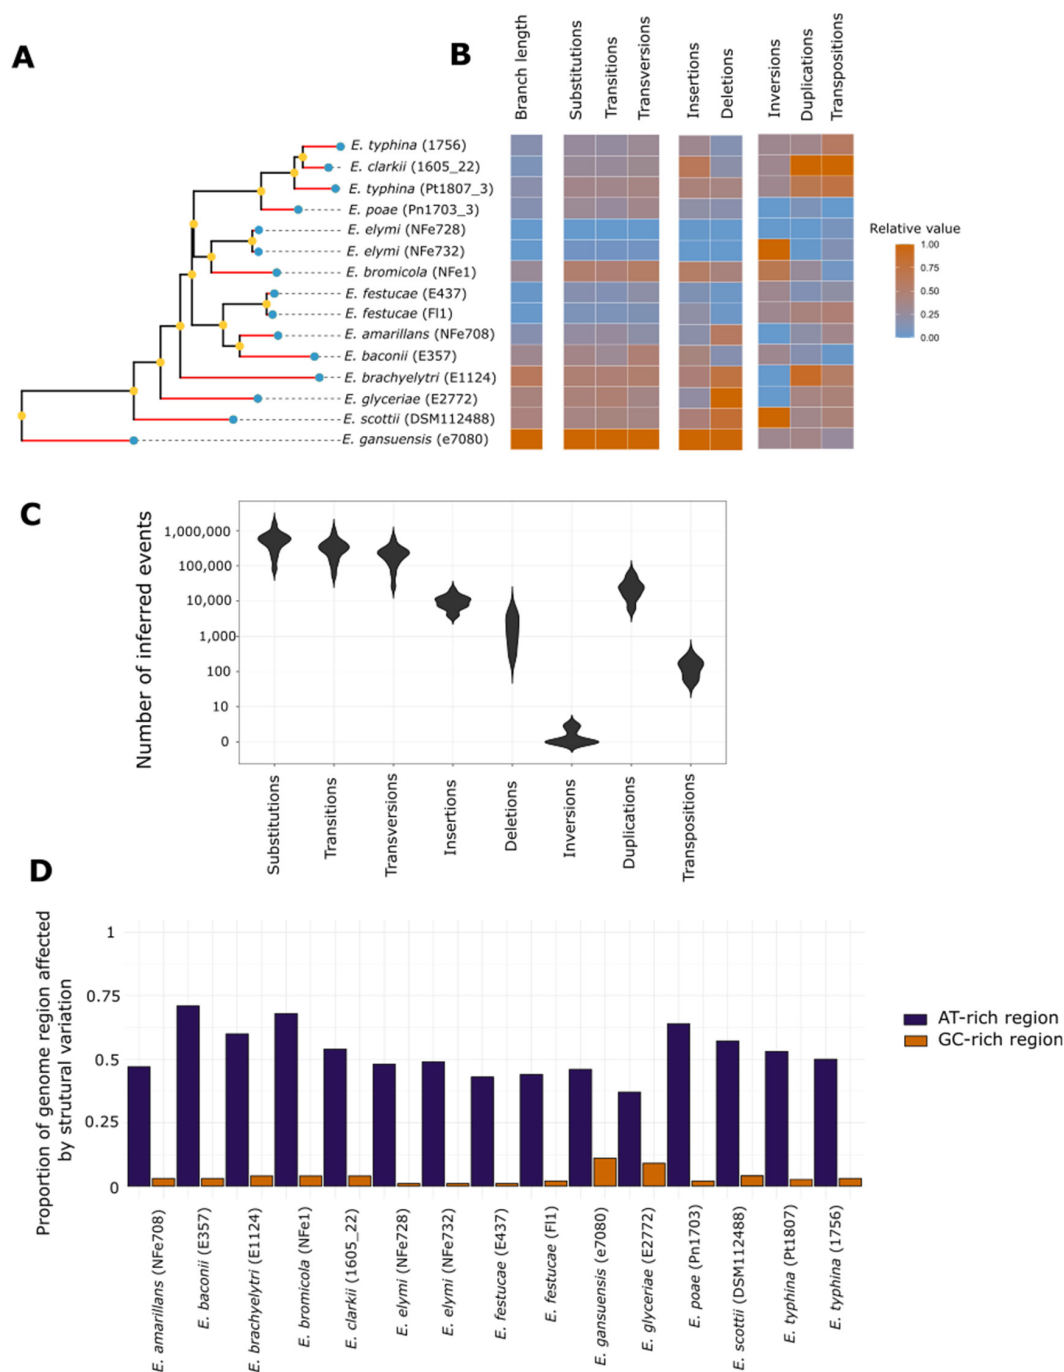 A
B
Branch length
Substitutions
Transitions
Transversions
Insertions
Deletions
Inversions
Duplications
Transpositions
E. typhina (1756)
E. clarkii (1605_22)
E. typhina (Pt1807_3)
E. poae (Pn1703_3)
E. elymi (NFe728)
E. elymi (NFe732)
E. bromicola (NFe1)
E. festucae (E437)
E. festucae (Fl1)
E. amarillans (NFe708)
E. baconii (E357)
E. brachyelytri (E1124)
E. glyceriae (E2772)
E. scottii (DSM112488)
E. gansuensis (e7080)
Relative value
1.00
0.75
0.50
0.25
0.00
C
Number of inferred events
1,000,000
100,000
10,000
1,000
100
10
0
Substitutions
Transitions
Transversions
Insertions
Deletions
Inversions
Duplications
Transpositions
D
Proportion of genome region affected
by strutural variation
1
0.75
0.5
0.25
0
AT-rich region
GC-rich region
E. amarillans (NFe708)
E. baconii (E357)
E. brachyelytri (E1124)
E. bromicola (NFe1)
E. clarkii (1605_22)
E. elymi (NFe728)
E. elymi (NFe732)
E. festucae (E437)
E. festucae (Fl1)
E. gansuensis (e7080)
E. glyceriae (E2772)
E. poae (Pn1703)
E. scottii (DSM112488)
E. typhina (Pt1807)
E. typhina (1756)